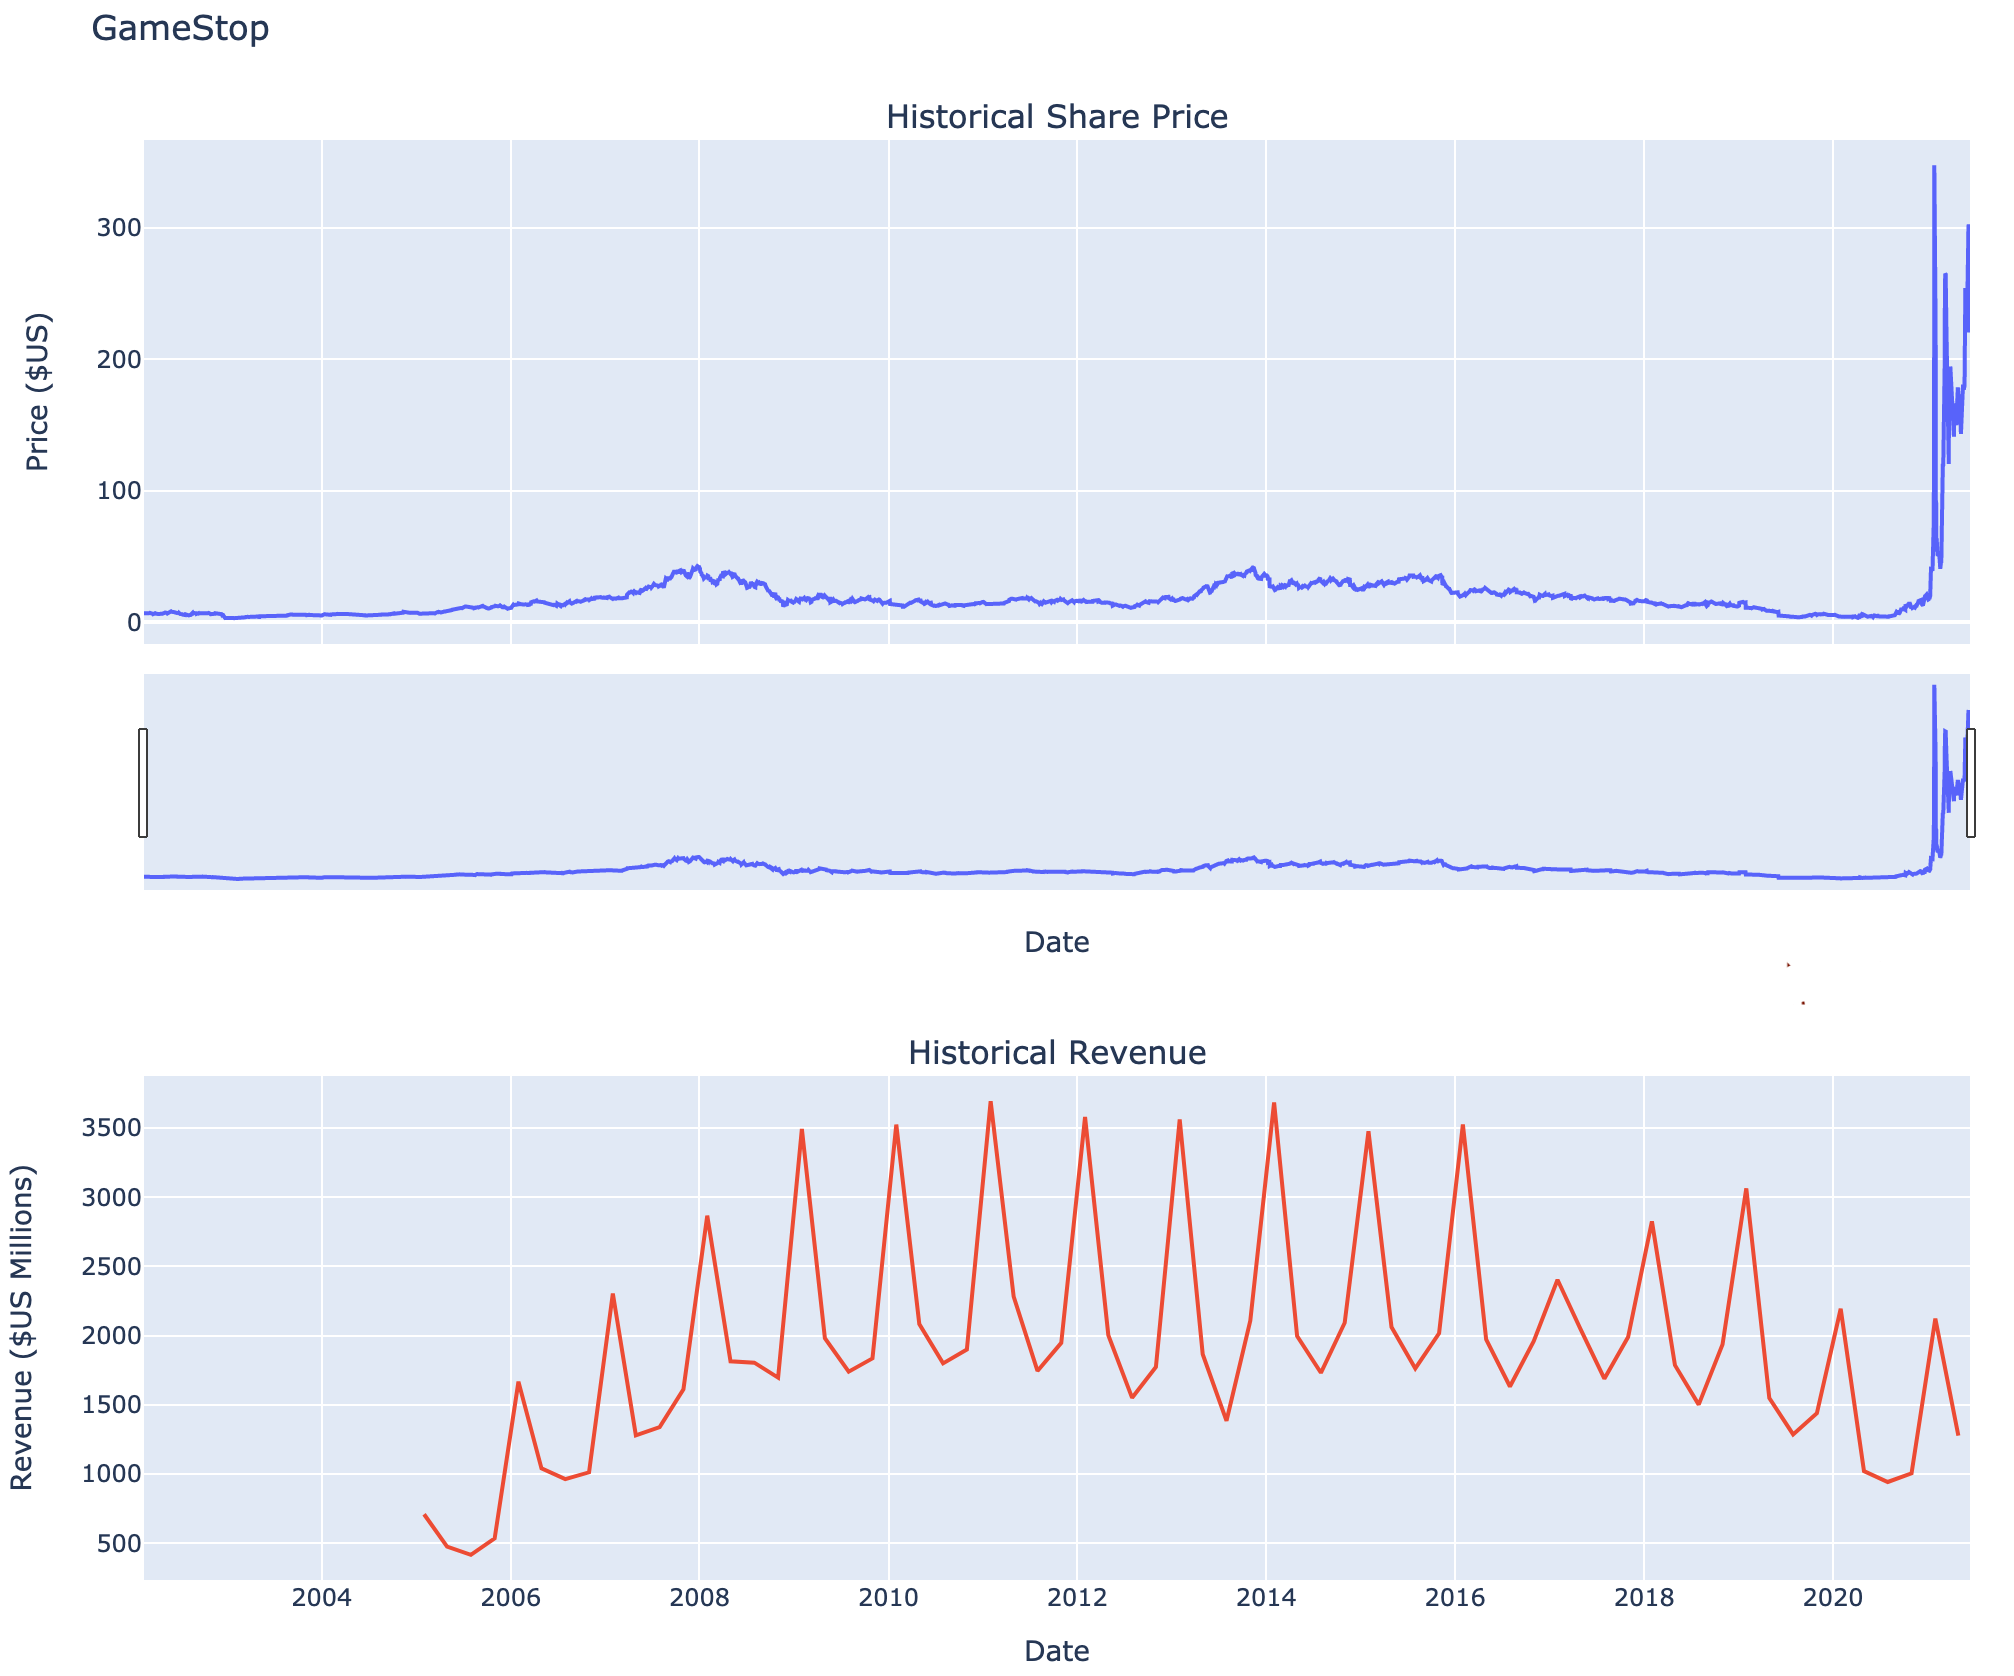 GameStop
Historical Share Price
Price ($US)
300
200
100
0
Date
Historical Revenue
Revenue ($US Millions)
3500
3000
2500
2000
1500
1000
500
2004 2006 2008 2010 2012 2014 2016 2018 2020
Date